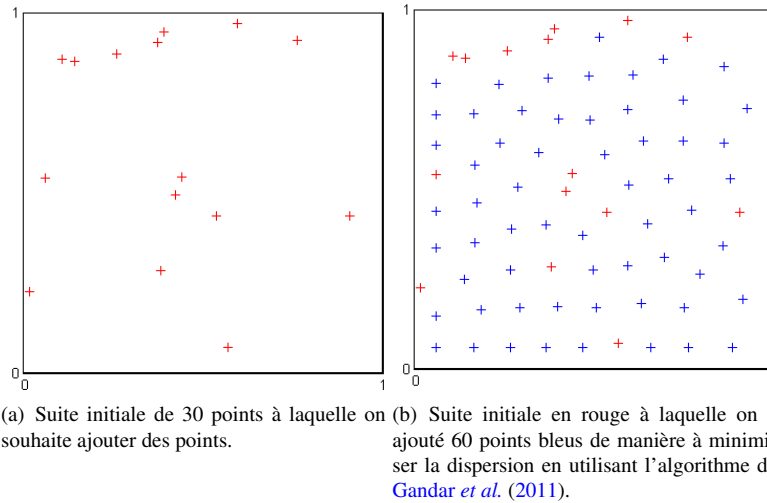 1
0
0
1
1
0
0
(a) Suite initiale de 30 points à laquelle on
souhaite ajouter des points.
(b) Suite initiale en rouge à laquelle on
ajouté 60 points bleus de manière à minimi
ser la dispersion en utilisant l'algorithme d
Gandar et al. (2011).